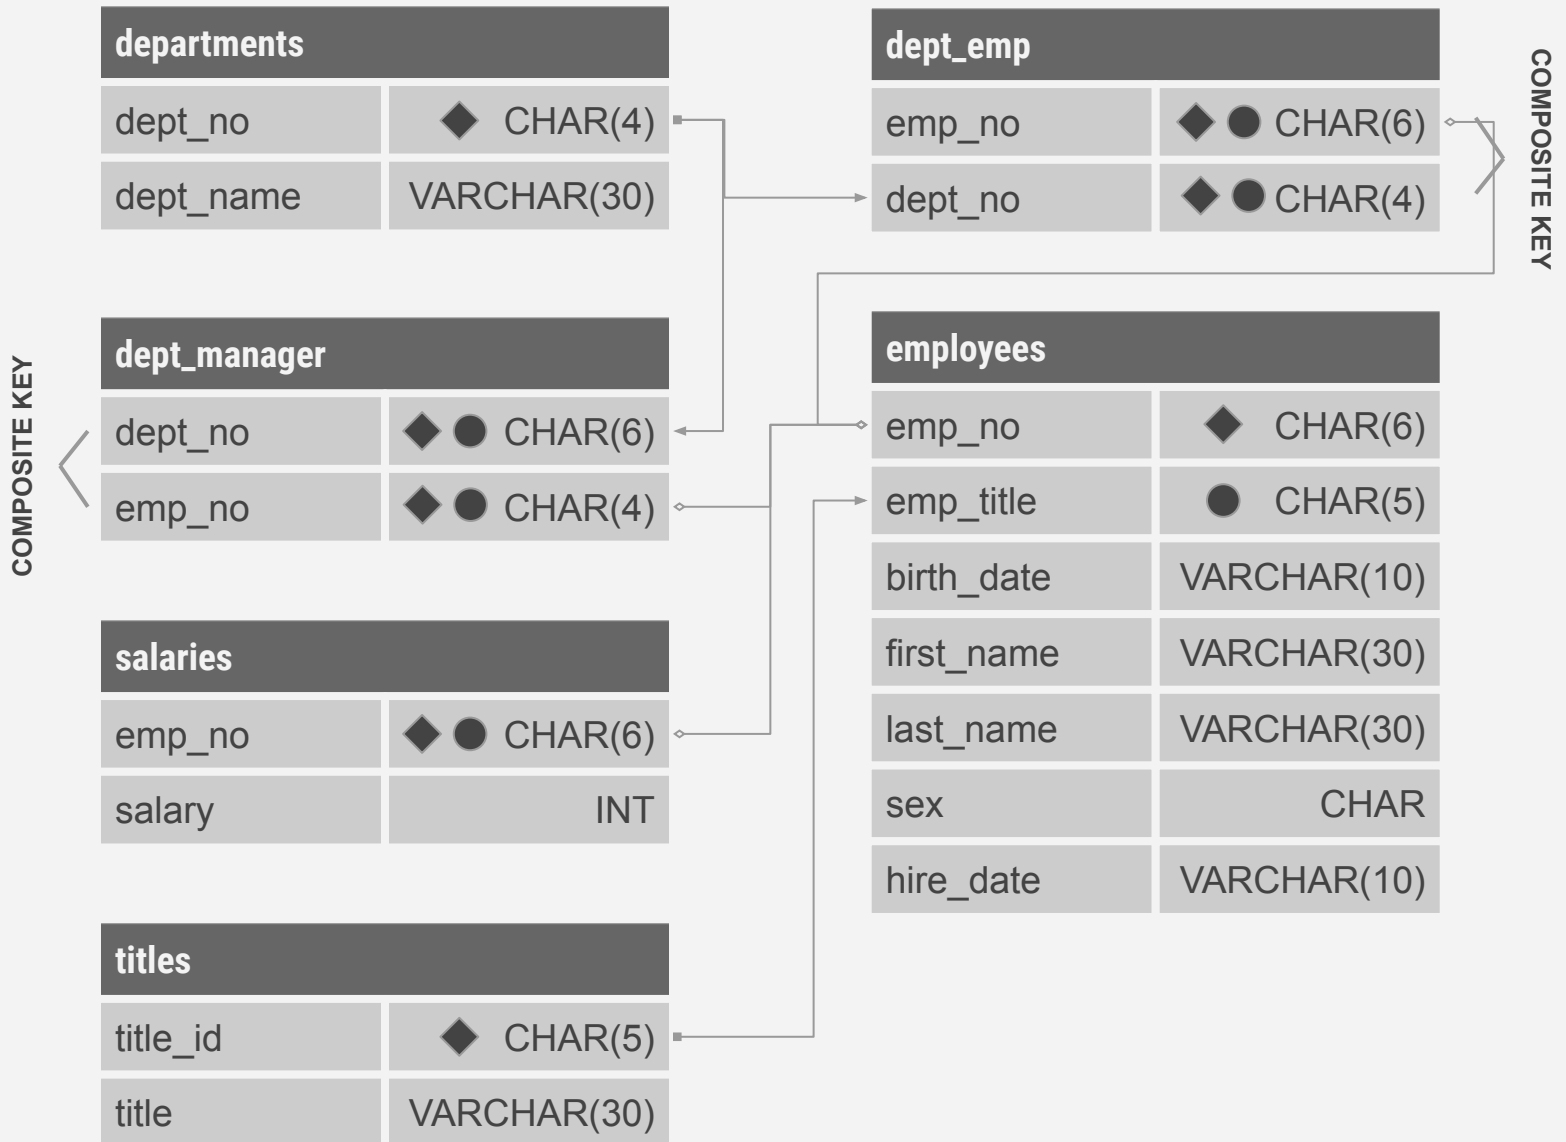 departments
dept_no CHAR(4)
dept_name VARCHAR(30)
dept_emp
emp_no CHAR(6)
dept_no CHAR(4)
COMPOSITE KEY
dept_manager
dept_no CHAR(6)
emp_no CHAR(4)
COMPOSITE KEY
employees
emp_no CHAR(6)
emp_title CHAR(5)
birth_date VARCHAR(10)
first_name VARCHAR(30)
last_name VARCHAR(30)
sex CHAR
hire_date VARCHAR(10)
salaries
emp_no CHAR(6)
salary INT
titles
title_id CHAR(5)
title VARCHAR(30)